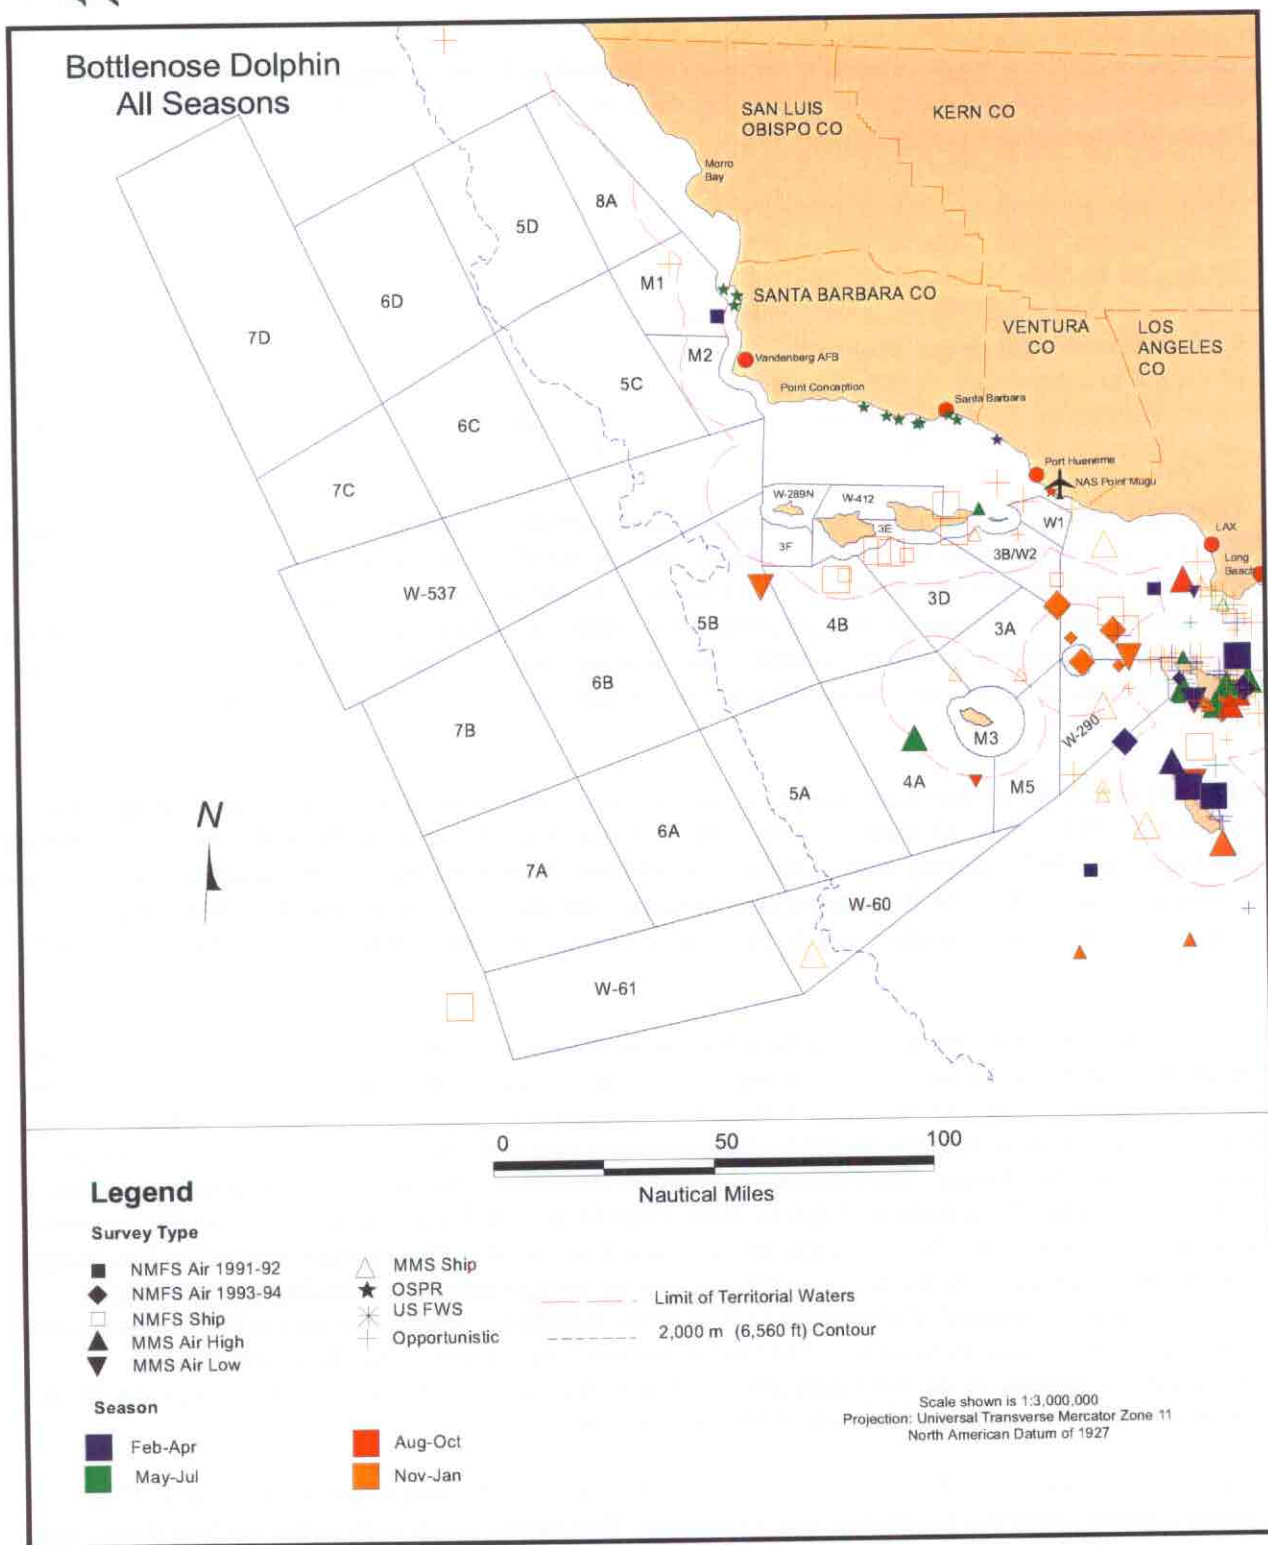 Bottlenose Dolphin
All Seasons
SAN LUIS
OBISPO CO
KERN CO
Morro
Bay
8A
5D
M1
SANTA BARBARA CO
6D
7D
VENTURA
CO
LOS
ANGELES
CO
M2
Vandenberg AFB
5C
Point Conception
Santa Barbara
6C
7C
Port Hueneme
NAS Point Mugu
W-289N
W-412
W1
LAX
3E
3F
3B/W2
Long
Beach
W-537
3D
5B
4B
3A
6B
7B
M3
W-290
4A
M5
5A
N
6A
7A
W-60
W-61
0
50
100
Nautical Miles
Legend
Survey Type
NMFS Air 1991-92
NMFS Air 1993-94
NMFS Ship
MMS Air High
MMS Air Low
MMS Ship
OSPR
US FWS
Opportunistic
Limit of Territorial Waters
2,000 m (6,560 ft) Contour
Season
Feb-Apr
May-Jul
Aug-Oct
Nov-Jan
Scale shown is 1:3,000,000
Projection: Universal Transverse Mercator Zone 11
North American Datum of 1927